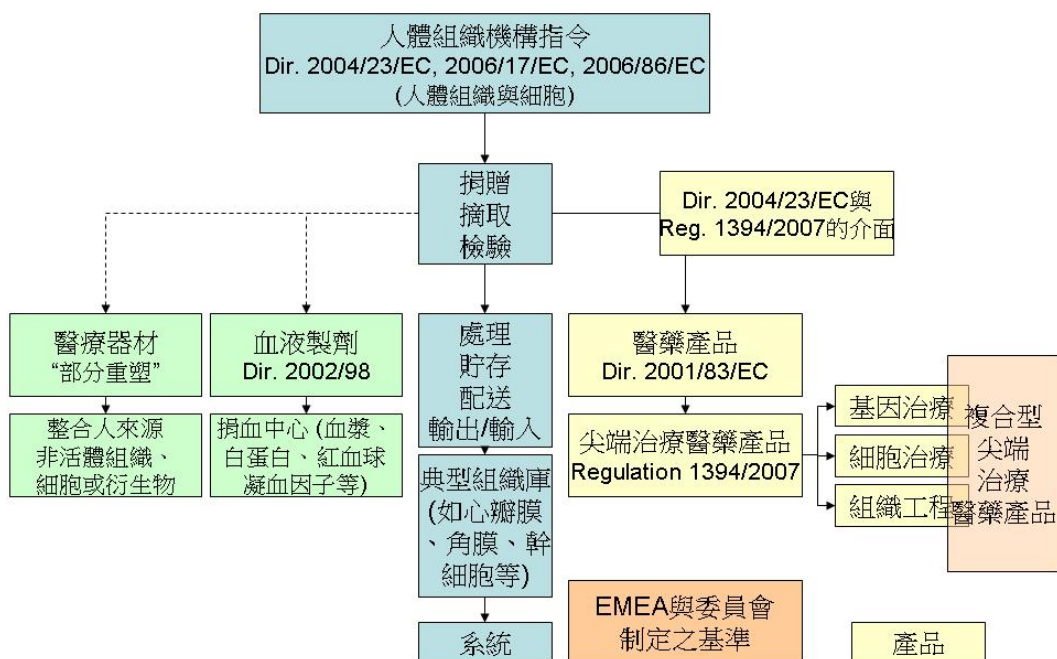 人體組織機構指令
Dir. 2004/23/EC, 2006/17/EC, 2006/86/EC
(人體組織與細胞)
捐贈
摘取
檢驗
Dir. 2004/23/EC與
Reg. 1394/2007的介面
醫療器材
“部分重塑”
血液製劑
Dir. 2002/98
處理
貯存
配送
輸出/輸入
醫藥產品
Dir. 2001/83/EC
整合人來源
非活體組織、
細胞或衍生物
捐血中心 (血漿、
白蛋白、紅血球
凝血因子等)
典型組織庫
(如心瓣膜
、角膜、幹
細胞等)
尖端治療醫藥產品
Regulation 1394/2007
基因治療
細胞治療
組織工程
複合型
尖端
治療
醫藥產品
系統
EMEA與委員會
制定之基準
產品